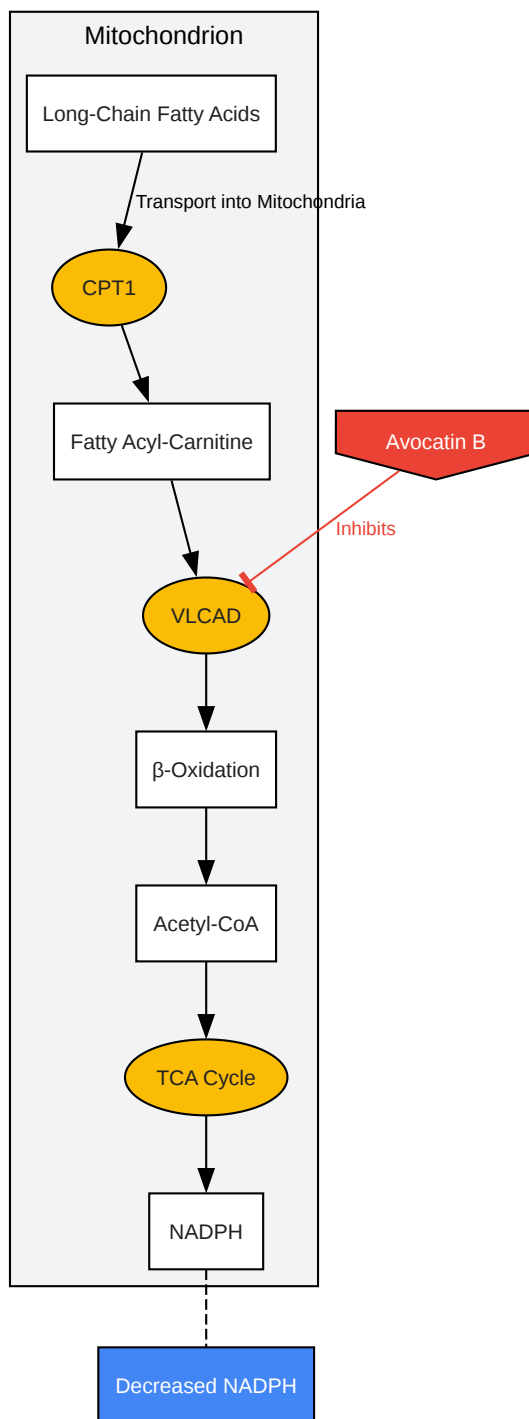 Mitochondrion
Long-Chain Fatty Acids
Transport into Mitochondria
CPT1
Fatty Acyl-Carnitine
Avocatin B
Inhibits
VLCAD
β-Oxidation
Acetyl-CoA
TCA Cycle
NADPH
Decreased NADPH